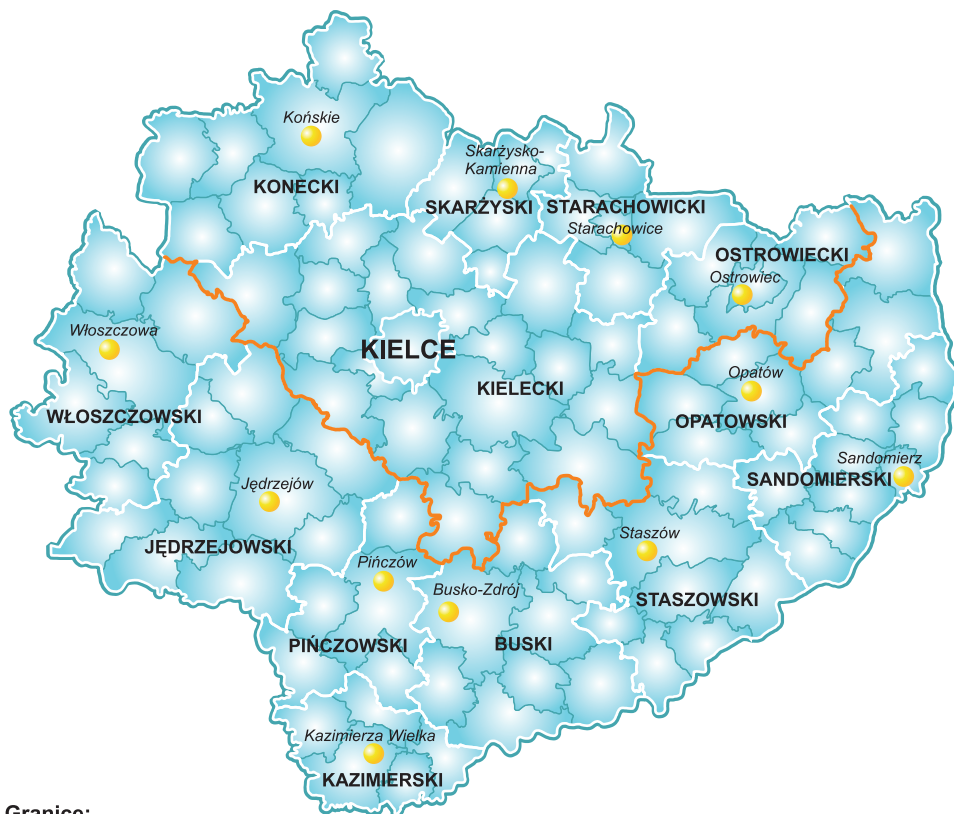 Końskie
KONECKI
Skarżysko-
Kamienna
SKARŻYSKI
STARACHOWICKI
Starachowice
OSTROWIECKI
Ostrowiec
Włoszczowa
KIELCE
KIELECKI
Opatów
OPATOWSKI
WŁOSZCZOWSKI
Sandomierz
SANDOMIERSKI
Jędrzejów
JĘDRZEJOWSKI
Staszów
STASZOWSKI
Pińczów
Busko-Zdrój
PIŃCZOWSKI
BUSKI
Kazimierza Wielka
KAZIMIERSKI
Granice: